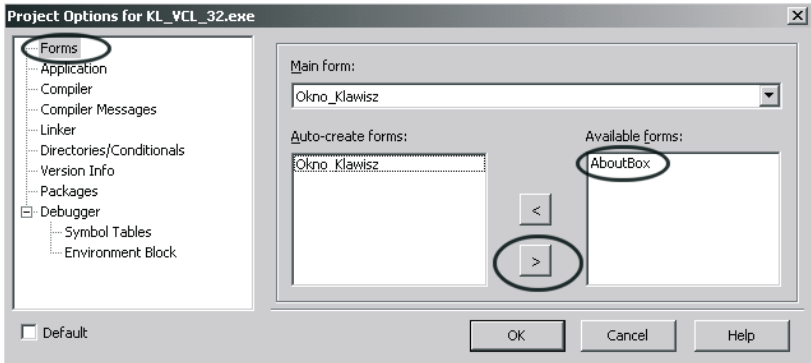 Project Options for KL_VCL_32.exe
Forms
Application
Compiler
Compiler Messages
Linker
Directories/Conditionals
Version Info
Packages
Debugger
Symbol Tables
Environment Block
Main form:
Okno_Klawisz
Auto-create forms:
Okno_Klawisz
<
>
Available forms:
AboutBox
Default
OK
Cancel
Help